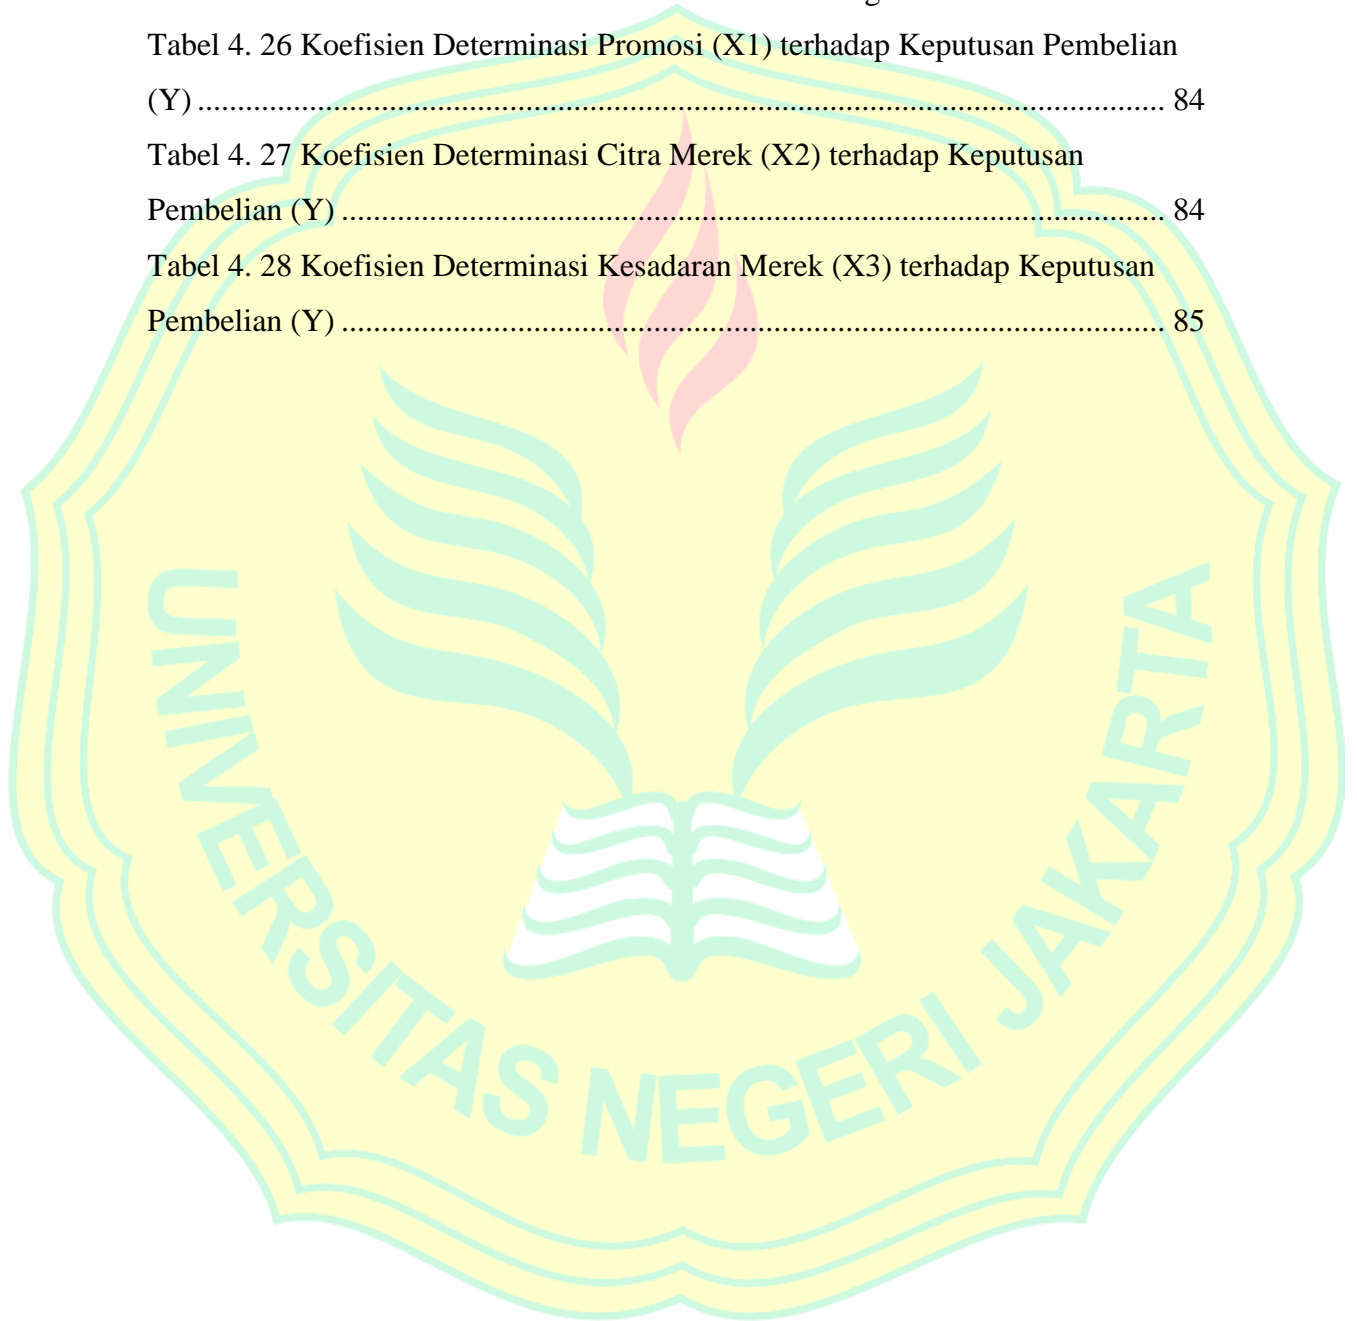 Tabel 4. 26 Koefisien Determinasi Promosi (X1) terhadap Keputusan Pembelian
(Y) .......................................................................................................................... 84
Tabel 4. 27 Koefisien Determinasi Citra Merek (X2) terhadap Keputusan
Pembelian (Y) ........................................................................................................ 84
Tabel 4. 28 Koefisien Determinasi Kesadaran Merek (X3) terhadap Keputusan
Pembelian (Y) ........................................................................................................ 85
UNIVERSITAS NEGERI JAKARTA